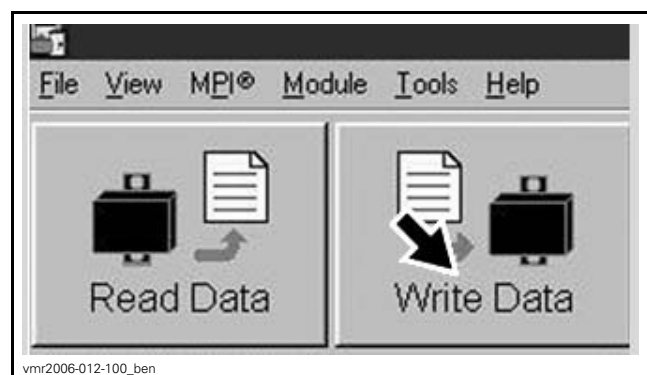 File View MPI® Module Tools Help
Read Data Write Data
vmr2006-012-100_ben